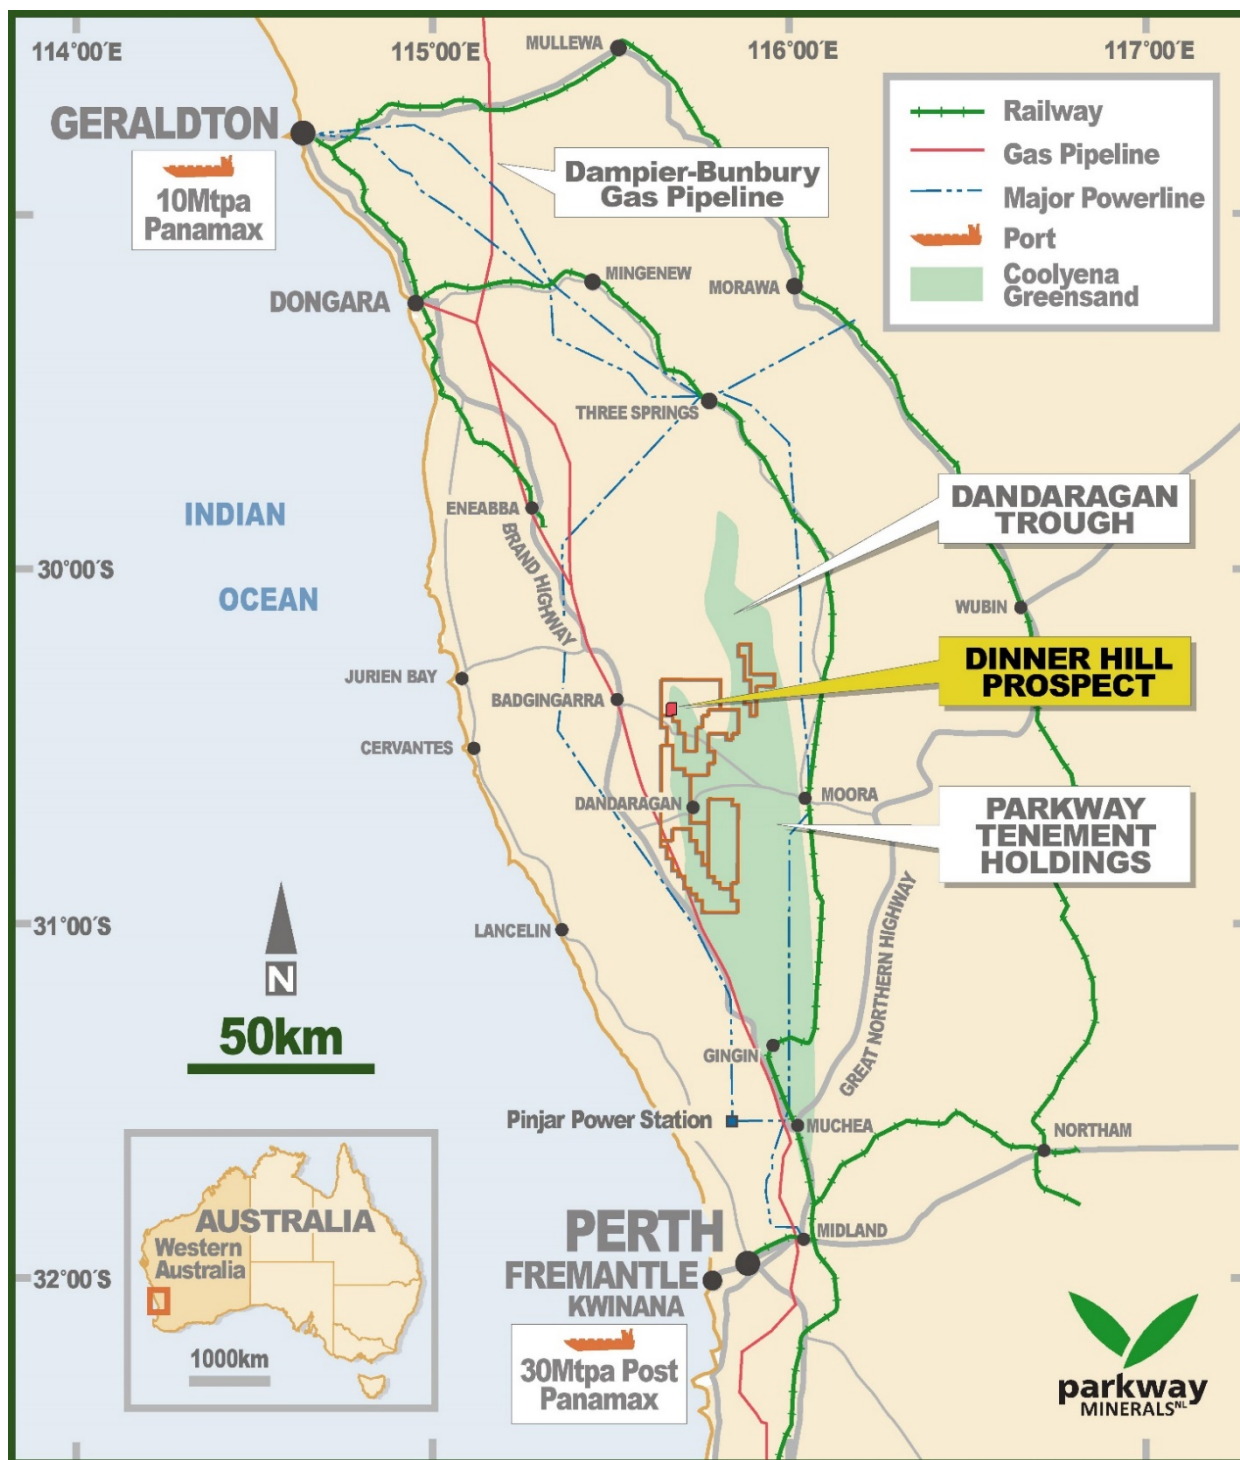 114°00´E
115°00´E
116°00´E
117°00´E
MULLEWA
GERALDTON
10Mtpa
Panamax
Dampier-Bunbury
Gas Pipeline
Railway
Gas Pipeline
Major Powerline
Port
Coolyena
Greensand
DONGARA
MINGENEW
MORAWA
THREE SPRINGS
ENEABBA
BRAND HIGHWAY
INDIAN
OCEAN
DANDARAGAN
TROUGH
30°00´S
WUBIN
DINNER HILL
PROSPECT
JURIEN BAY
BADGINGARRA
CERVANTES
DANDARAGAN
MOORA
PARKWAY
TENEMENT
HOLDINGS
31°00´S
LANCELIN
GREAT NORTHERN HIGHWAY
N
50km
GINGIN
Pinjar Power Station
MUCHEA
NORTHAM
AUSTRALIA
Western
Australia
1000km
PERTH
MIDLAND
FREMANTLE
KWINANA
32°00´S
30Mtpa Post
Panamax
parkway
MINERALS NL